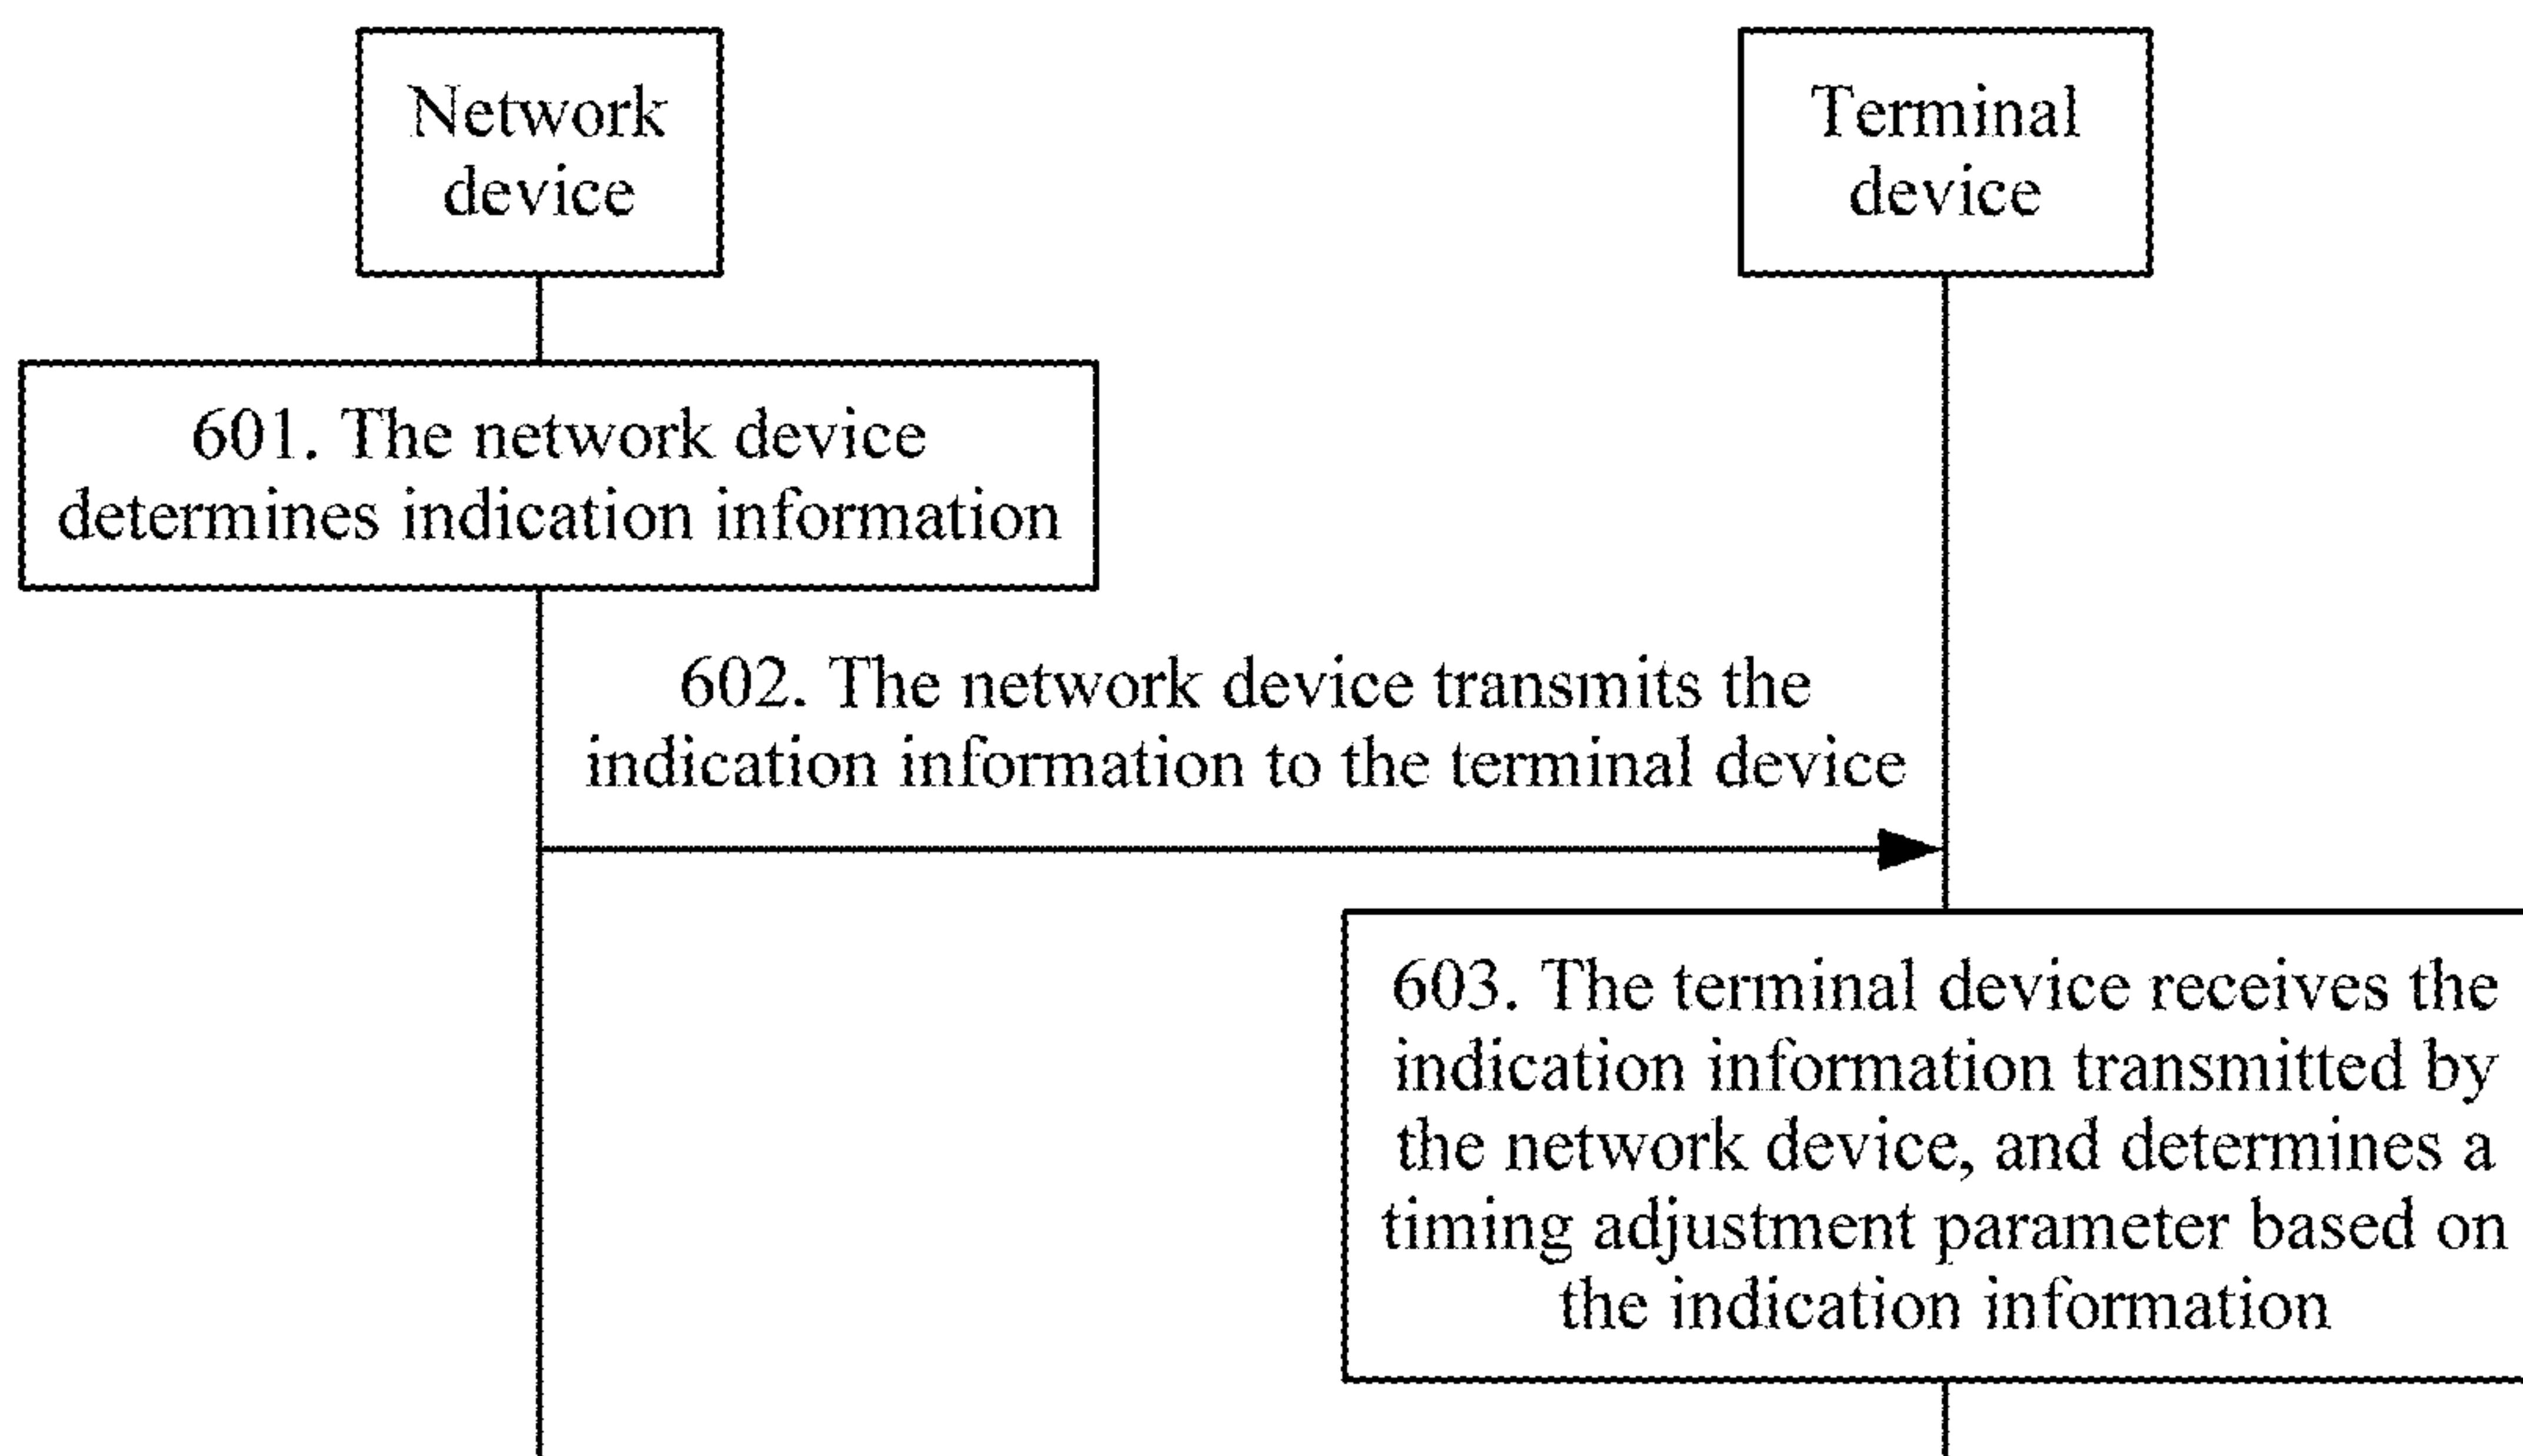 Network
device
Terminal
device
601. The network device
determines indication information
602. The network device transmits the
indication information to the terminal device
603. The terminal device receives the
indication information transmitted by
the network device, and determines a
timing adjustment parameter based on
the indication information